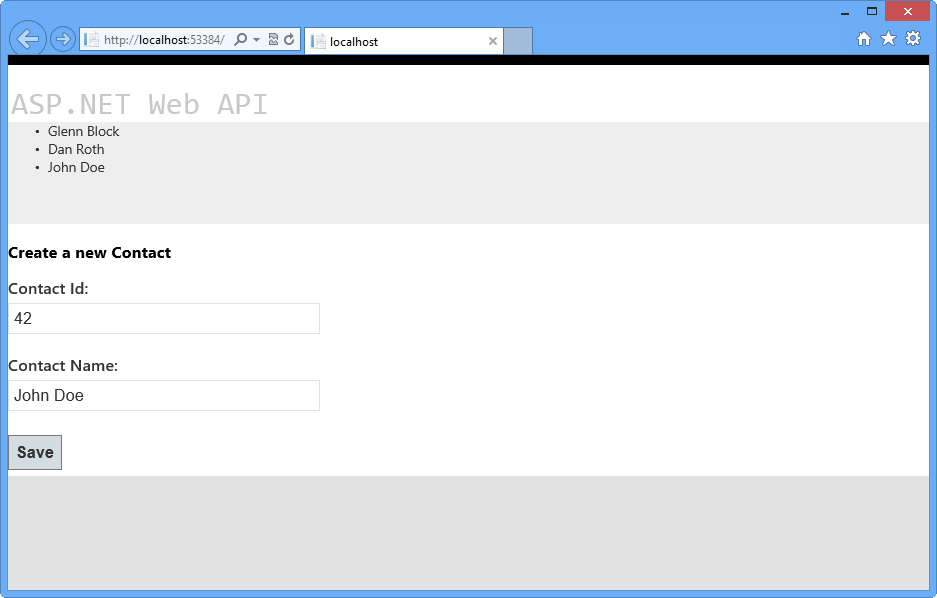 http://localhost:53384/
localhost
ASP.NET Web API
• Glenn Block
• Dan Roth
• John Doe
Create a new Contact
Contact Id:
42
Contact Name:
John Doe
Save